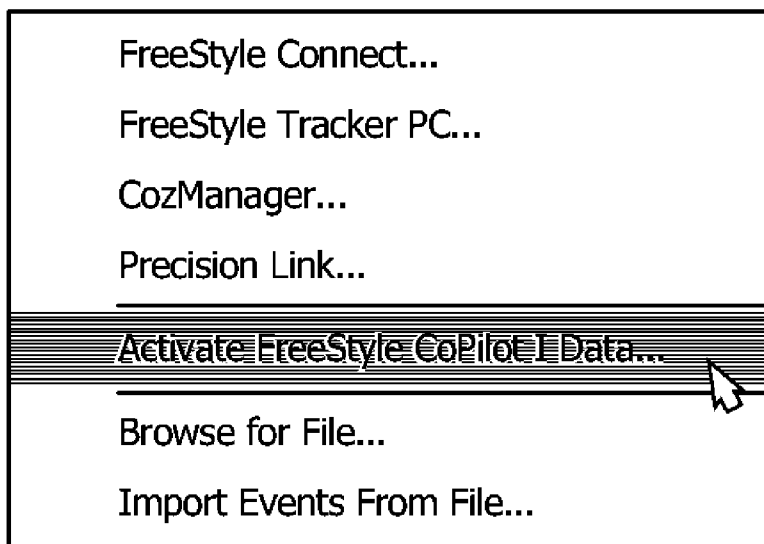 FreeStyle Connect...
FreeStyle Tracker PC...
CozManager...
Precision Link...
Activate FreeStyle CoPilot I Data...
Browse for File...
Import Events From File...